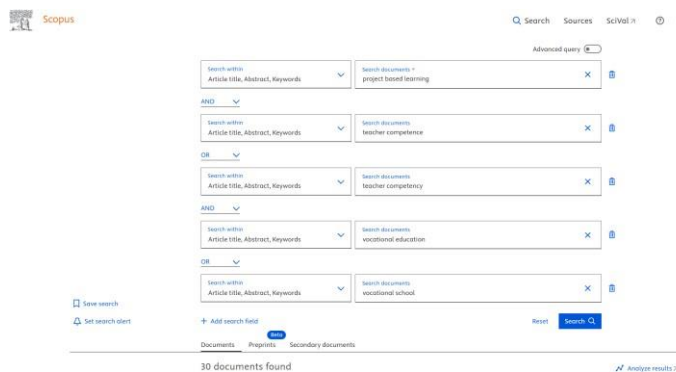 Scopus
Search Sources SciVal
Advanced query
Search within
Article title, Abstract, Keywords
Search documents *
project based learning
AND
Search within
Article title, Abstract, Keywords
Search documents
teacher competence
OR
Search within
Article title, Abstract, Keywords
Search documents
teacher competency
AND
Search within
Article title, Abstract, Keywords
Search documents
vocational education
OR
Search within
Article title, Abstract, Keywords
Search documents
vocational school
Save search
Set search alert
+ Add search field
Reset
Search
Beta
Documents Preprints Secondary documents
30 documents found
Analyze results